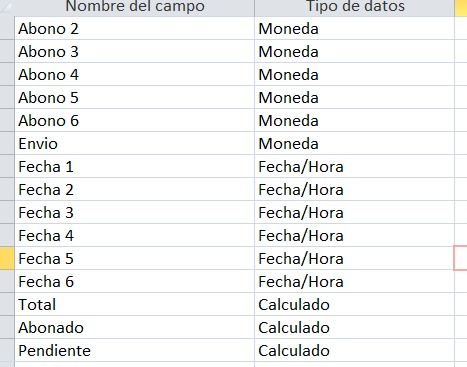 Nombre del campo Tipo de datos
Abono 2 Moneda
Abono 3 Moneda
Abono 4 Moneda
Abono 5 Moneda
Abono 6 Moneda
Envio Moneda
Fecha 1 Fecha/Hora
Fecha 2 Fecha/Hora
Fecha 3 Fecha/Hora
Fecha 4 Fecha/Hora
Fecha 5 Fecha/Hora
Fecha 6 Fecha/Hora
Total Calculado
Abonado Calculado
Pendiente Calculado